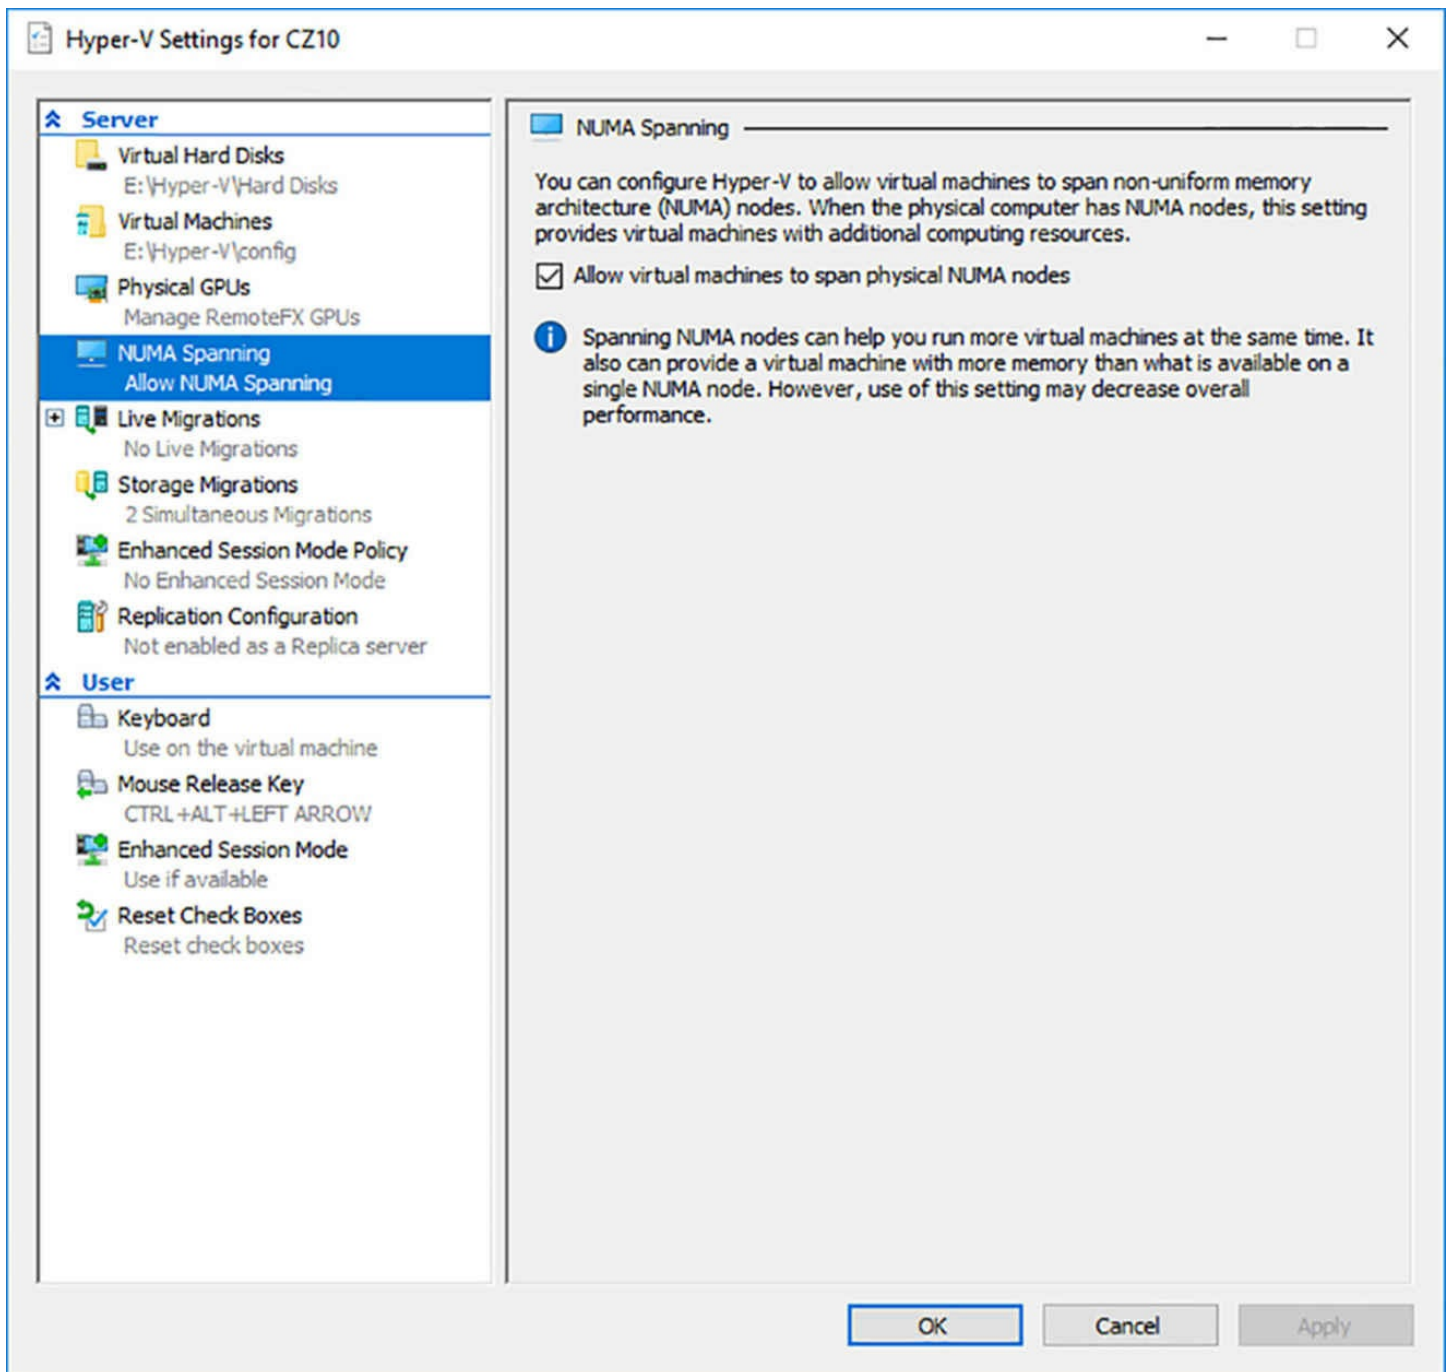 Hyper-V Settings for CZ10
Server
Virtual Hard Disks
E:\Hyper-V\Hard Disks
Virtual Machines
E:\Hyper-V\config
Physical GPUs
Manage RemoteFX GPUs
NUMA Spanning
Allow NUMA Spanning
Live Migrations
No Live Migrations
Storage Migrations
2 Simultaneous Migrations
Enhanced Session Mode Policy
No Enhanced Session Mode
Replication Configuration
Not enabled as a Replica server
User
Keyboard
Use on the virtual machine
Mouse Release Key
CTRL+ALT+LEFT ARROW
Enhanced Session Mode
Use if available
Reset Check Boxes
Reset check boxes
NUMA Spanning
You can configure Hyper-V to allow virtual machines to span non-uniform memory
architecture (NUMA) nodes. When the physical computer has NUMA nodes, this setting
provides virtual machines with additional computing resources.
Allow virtual machines to span physical NUMA nodes
Spanning NUMA nodes can help you run more virtual machines at the same time. It
also can provide a virtual machine with more memory than what is available on a
single NUMA node. However, use of this setting may decrease overall
performance.
OK
Cancel
Apply